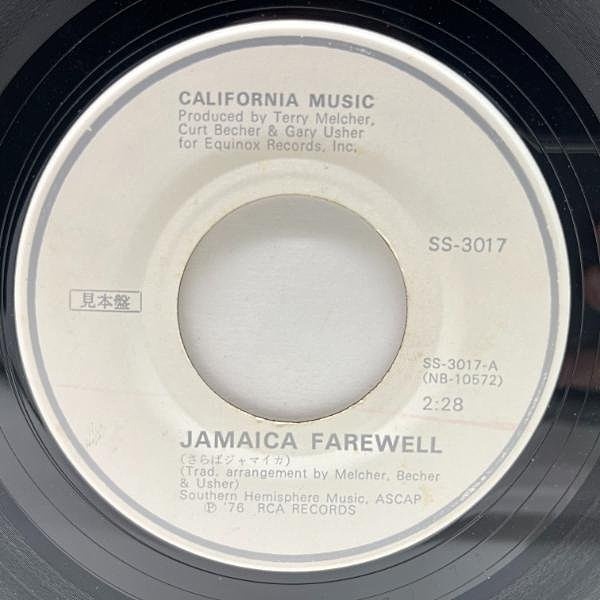 CALIFORNIA MUSIC
Produced by Terry Melcher,
Curt Becher & Gary Usher
for Equinox Records, Inc.
SS-3017
見本盤
SS-3017-A
(NB-10572)
2:28
JAMAICA FAREWELL
(さらばジャマイカ)
(Trad. arrangement by Melcher, Becher
& Usher)
Southern Hemisphere Music, ASCAP
Ⓟ '76 RCA RECORDS